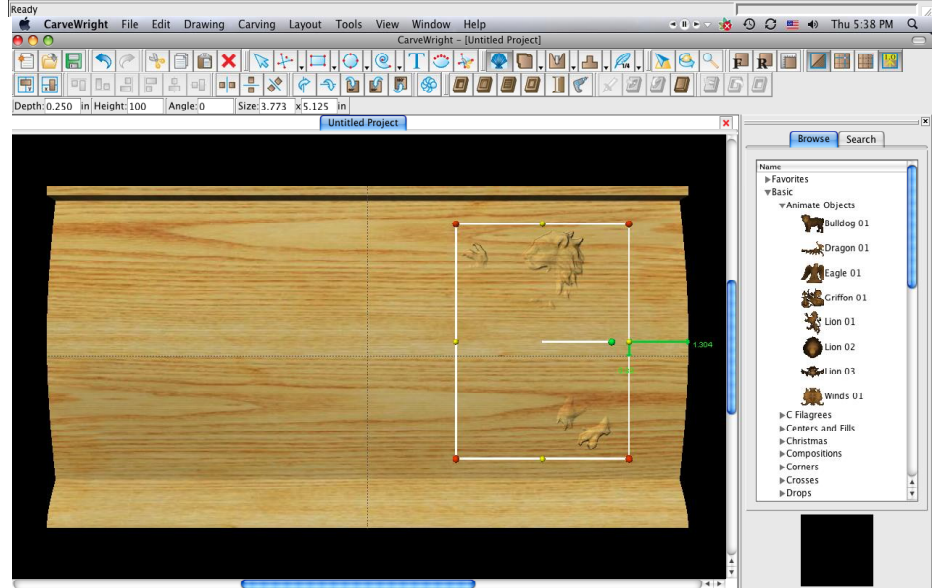 Ready
CarveWright File Edit Drawing Carving Layout Tools View Window Help Thu 5:38 PM
CarveWright – [Untitled Project]
T 1/4 F R
Depth: 0.250 in Height: 100 Angle: 0 Size: 3.773 x 5.125 in
Untitled Project
Browse Search
Name
Favorites
Basic
Animate Objects
Bulldog 01
Dragon 01
Eagle 01
Griffon 01
Lion 01
Lion 02
Lion 03
Winds 01
C Filagrees
Centers and Fills
Christmas
Compositions
Corners
Crosses
Drops
1.304